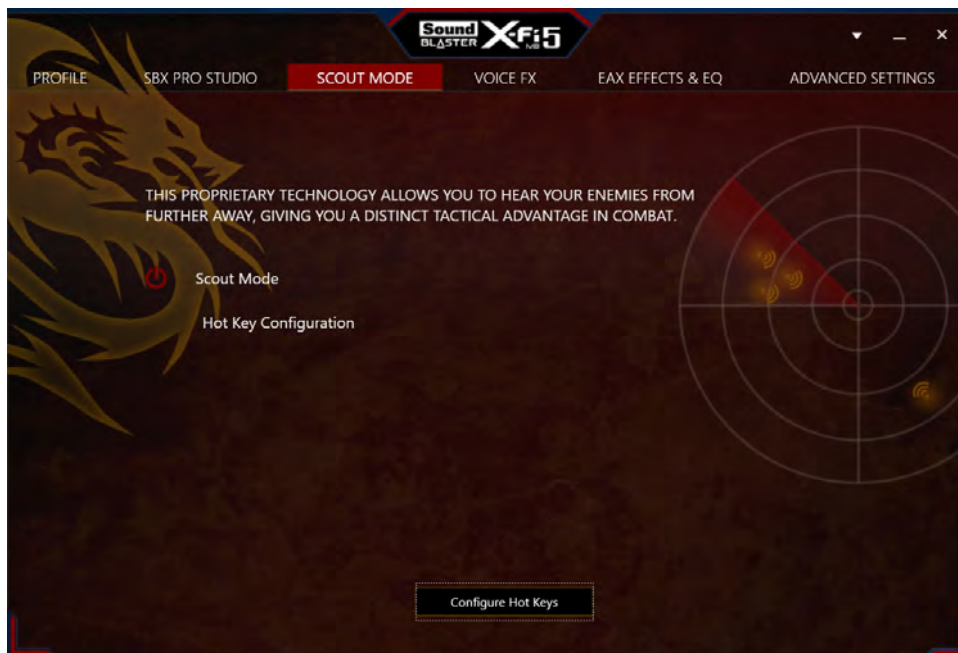 Sound BLASTER X-Fi MB 5
PROFILE SBX PRO STUDIO SCOUT MODE VOICE FX EAX EFFECTS & EQ ADVANCED SETTINGS
THIS PROPRIETARY TECHNOLOGY ALLOWS YOU TO HEAR YOUR ENEMIES FROM
FURTHER AWAY, GIVING YOU A DISTINCT TACTICAL ADVANTAGE IN COMBAT.
Scout Mode
Hot Key Configuration
Configure Hot Keys